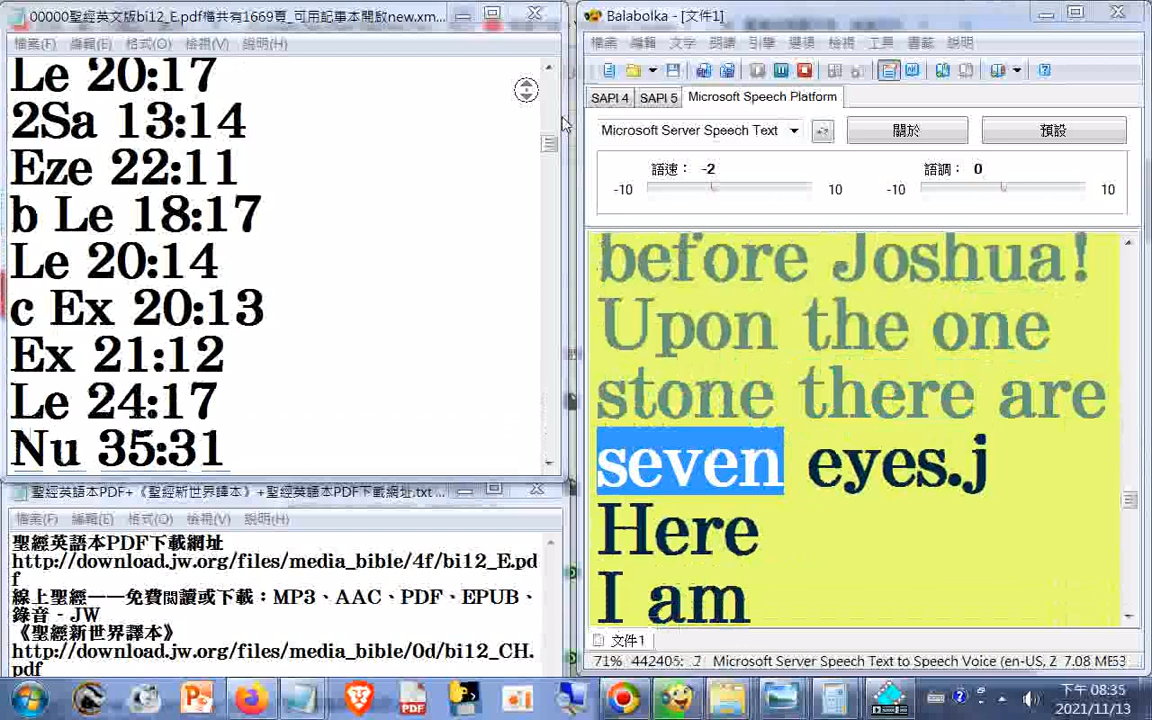 00000聖經英文版bi12_E.pdf檔共有1669頁_可用記事本開啟new.xm...
檔案(F) 編輯(E) 格式(O) 檢視(V) 說明(H)
Le 20:17
2Sa 13:14
Eze 22:11
b Le 18:17
Le 20:14
c Ex 20:13
Ex 21:12
Le 24:17
Nu 35:31
聖經英語本PDF+《聖經新世界譯本》+聖經英語本PDF下載網址.txt ...
檔案(F) 編輯(E) 格式(O) 檢視(V) 說明(H)
聖經英語本PDF下載網址
http://download.jw.org/files/media_bible/4f/bi12_E.pd
f
線上聖經——免費閱讀或下載：MP3、AAC、PDF、EPUB、
錄音 - JW
《聖經新世界譯本》
http://download.jw.org/files/media_bible/0d/bi12_CH.
pdf
Balabolka - [文件1]
檔案 編輯 文字 朗讀 引擎 選項 檢視 工具 書籤 說明
SAPI 4 SAPI 5 Microsoft Speech Platform
Microsoft Server Speech Text 關於 預設
語速： -2 語調： 0
-10 10 -10 10
before Joshua!
Upon the one
stone there are
seven eyes.j
Here
I am
文件1
71% 442405: Microsoft Server Speech Text to Speech Voice (en-US, Z 7.08 ME53
下午 08:35
2021/11/13